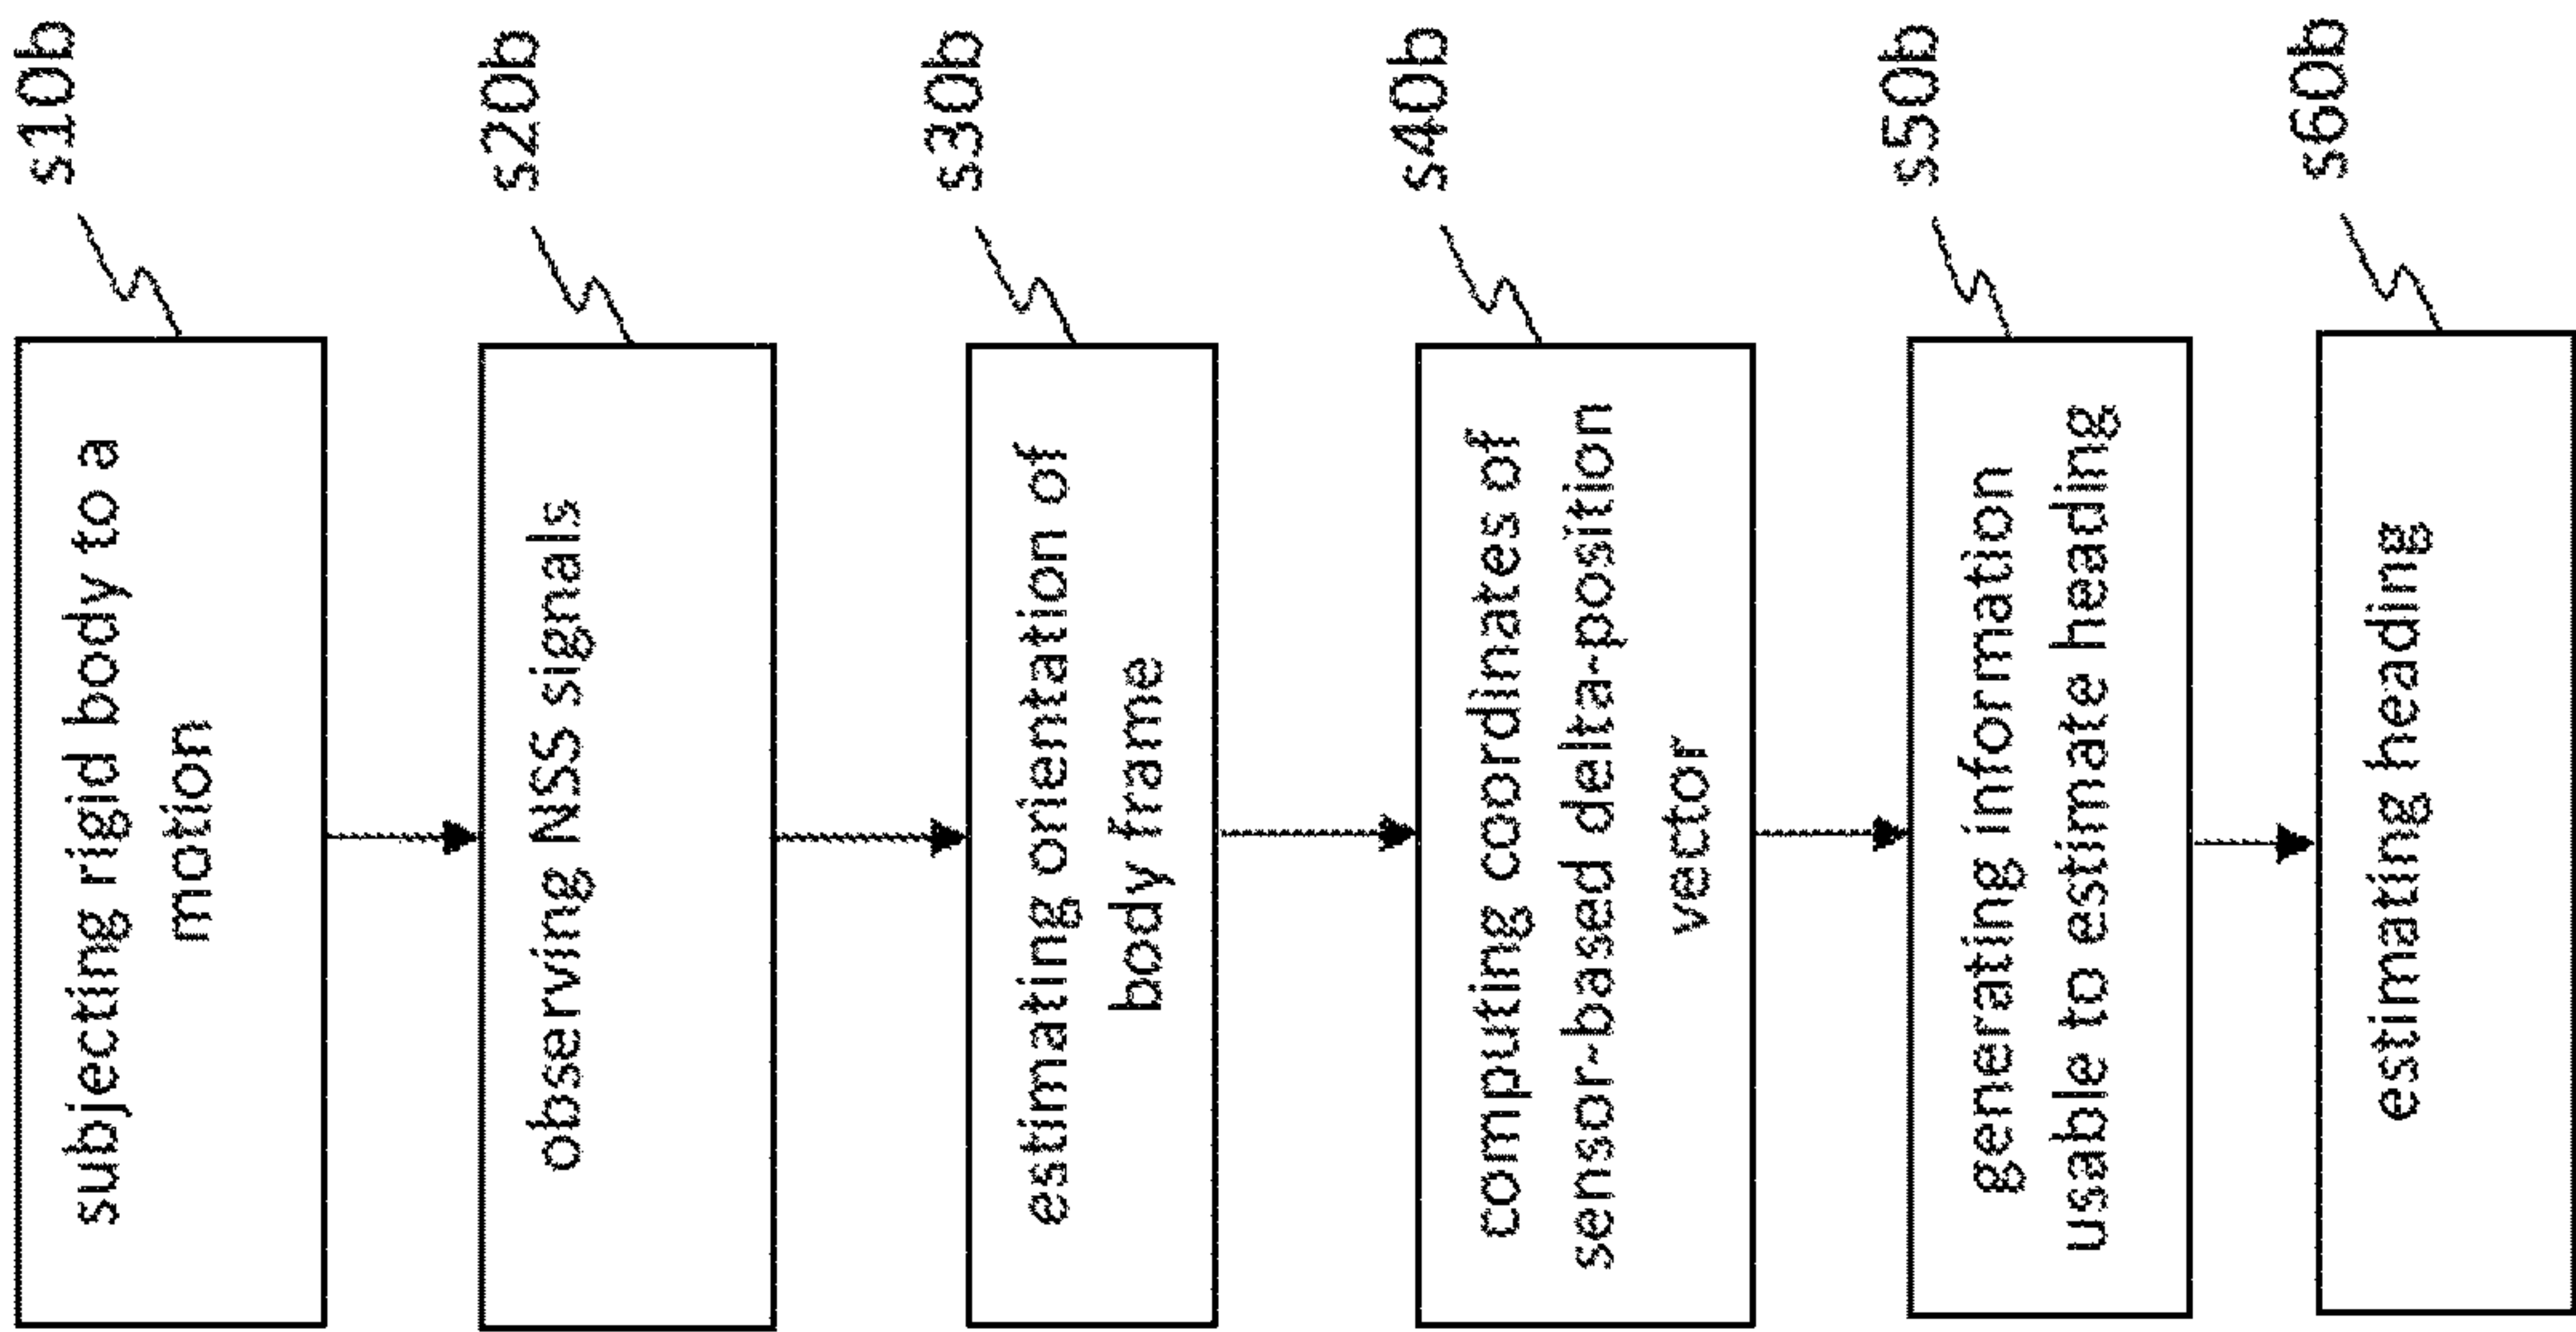 subjecting rigid body to a
motion
s10b
observing NSS signals
s20b
estimating orientation of
body frame
s30b
computing coordinates of
sensor-based delta-position
vector
s40b
generating information
usable to estimate heading
s50b
estimating heading
s60b